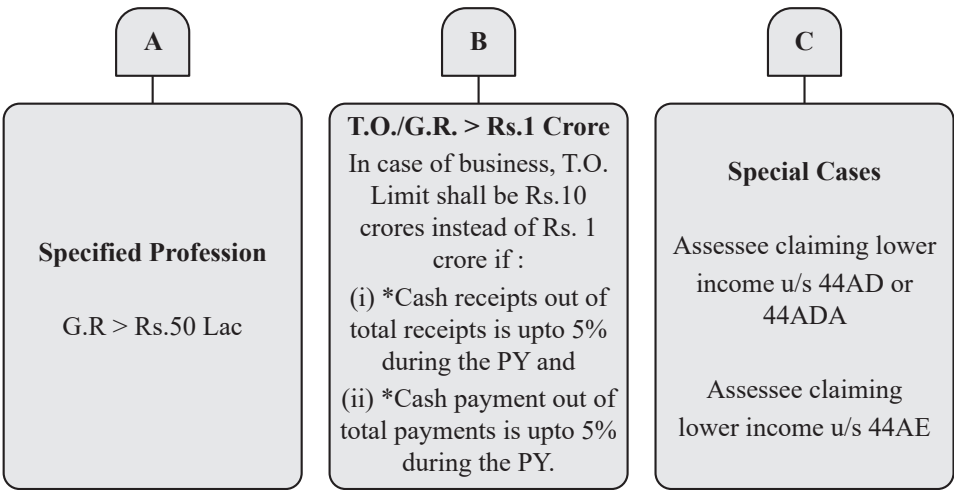 A
Specified Profession
G.R > Rs.50 Lac
B
T.O./G.R. > Rs.1 Crore
In case of business, T.O.
Limit shall be Rs.10
crores instead of Rs. 1
crore if :
(i) *Cash receipts out of
total receipts is upto 5%
during the PY and
(ii) *Cash payment out of
total payments is upto 5%
during the PY.
C
Special Cases
Assessee claiming lower
income u/s 44AD or
44ADA
Assessee claiming
lower income u/s 44AE